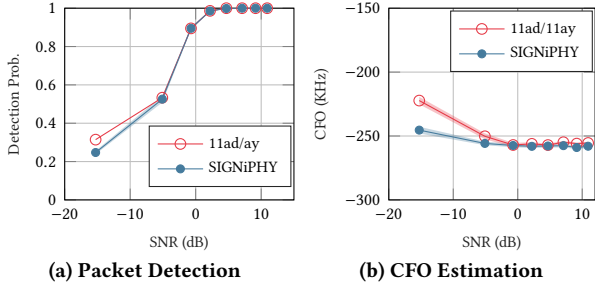 1
0.8
0.6
0.4
0.2
0
Detection Prob.
−20
−10
0
10
SNR (dB)
11ad/ay
SIGNiPHY
(a) Packet Detection
−150
−200
−250
−300
CFO (KHz)
−20
−10
0
10
SNR (dB)
11ad/11ay
SIGNiPHY
(b) CFO Estimation